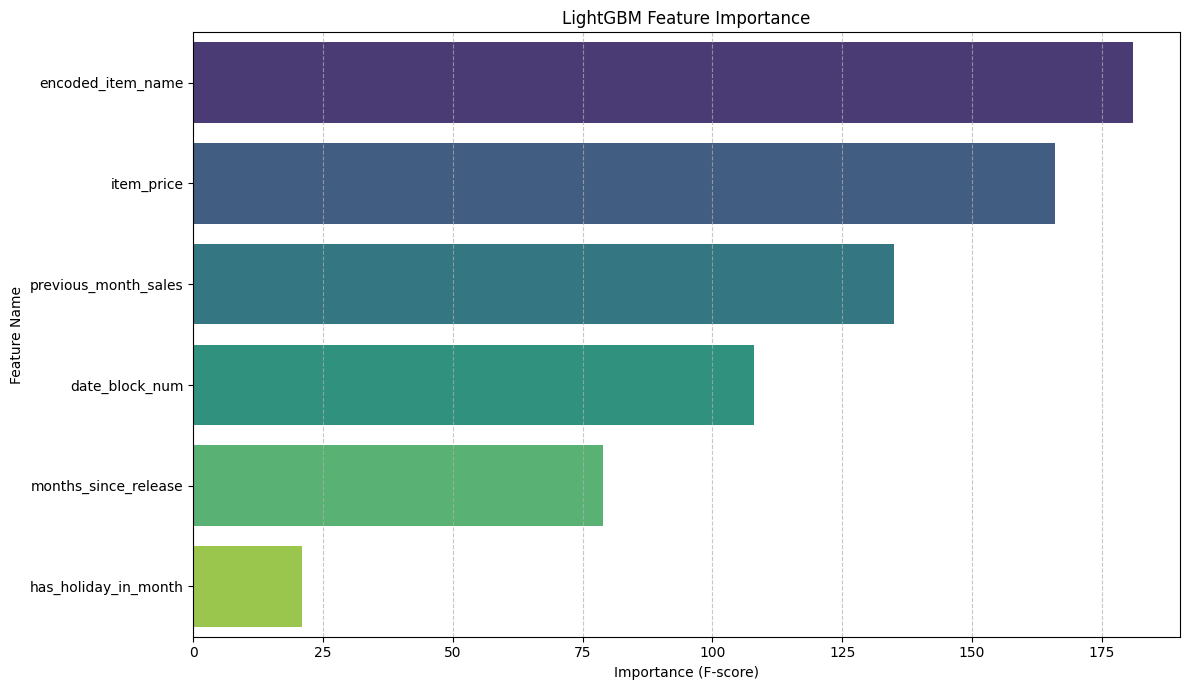 LightGBM Feature Importance
Feature Name
encoded_item_name
item_price
previous_month_sales
date_block_num
months_since_release
has_holiday_in_month
0 25 50 75 100 125 150 175
Importance (F-score)